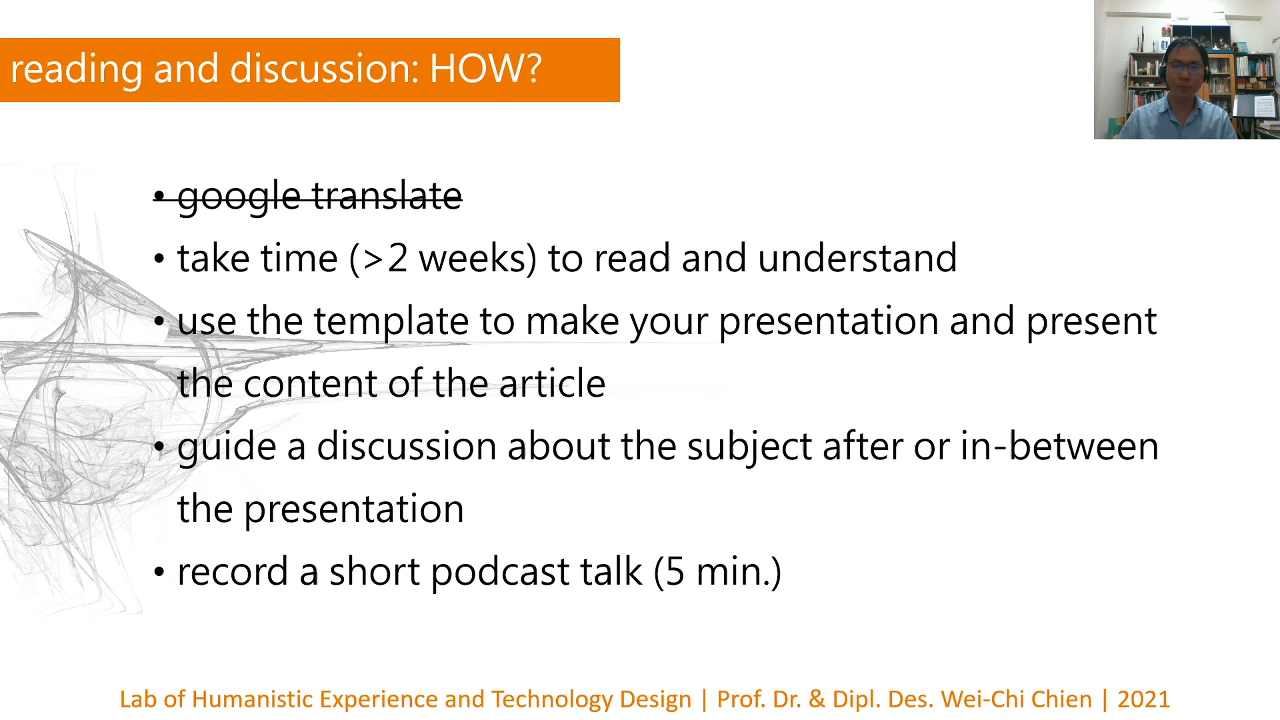 reading and discussion: HOW?
• google translate
• take time (>2 weeks) to read and understand
• use the template to make your presentation and present
the content of the article
• guide a discussion about the subject after or in-between
the presentation
• record a short podcast talk (5 min.)
Lab of Humanistic Experience and Technology Design | Prof. Dr. & Dipl. Des. Wei-Chi Chien | 2021